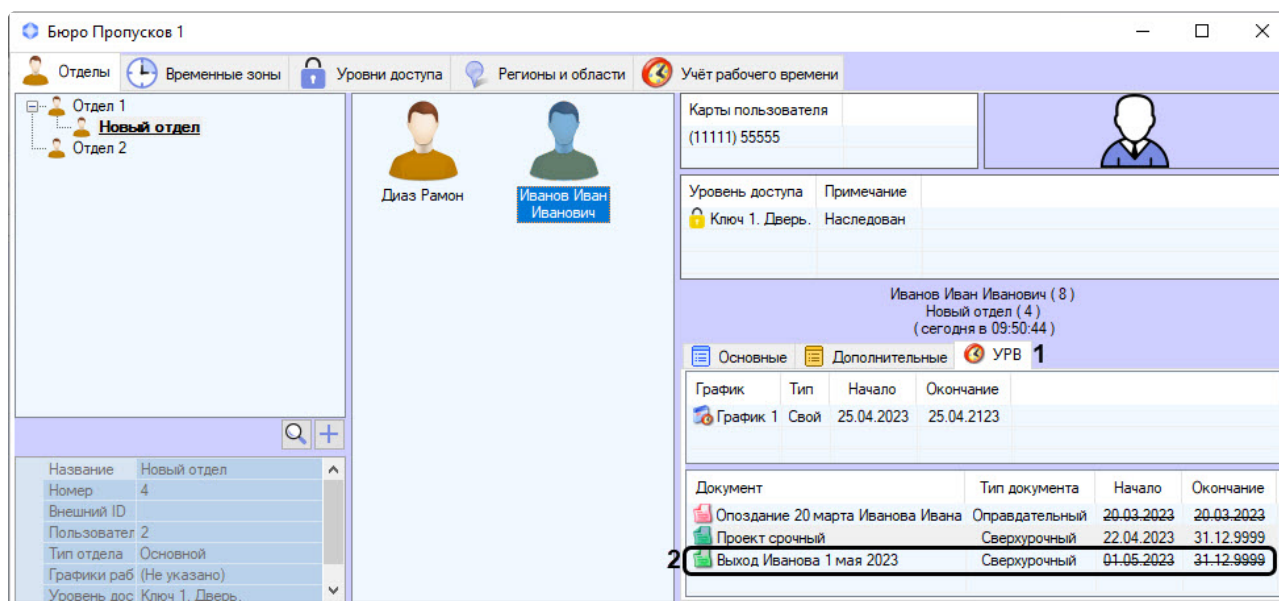 Бюро Пропусков 1
Отделы Временные зоны Уровни доступа Регионы и области Учёт рабочего времени
Отдел 1
Новый отдел
Отдел 2
Диаз Рамон
Иванов Иван
Иванович
Карты пользователя
(11111) 55555
Уровень доступа Примечание
Ключ 1. Дверь. Наследован
Иванов Иван Иванович ( 8 )
Новый отдел ( 4 )
( сегодня в 09:50:44 )
Основные Дополнительные УРВ 1
График Тип Начало Окончание
График 1 Свой 25.04.2023 25.04.2123
Документ Тип документа Начало Окончание
Опоздание 20 марта Иванова Ивана Оправдательный 20.03.2023 20.03.2023
Проект срочный Сверхурочный 22.04.2023 31.12.9999
2 Выход Иванова 1 мая 2023 Сверхурочный 01.05.2023 31.12.9999
Название Новый отдел
Номер 4
Внешний ID
Пользовател 2
Тип отдела Основной
Графики раб (Не указано)
Уровень дос Ключ 1. Дверь.